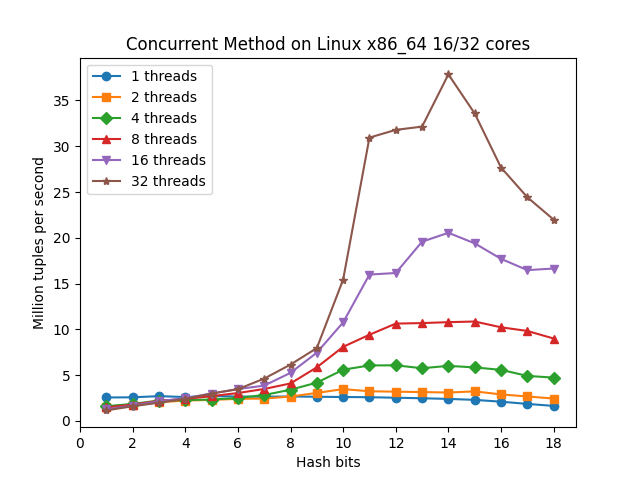 Concurrent Method on Linux x86_64 16/32 cores
1 threads
2 threads
4 threads
8 threads
16 threads
32 threads
Million tuples per second
35
30
25
20
15
10
5
0
0 2 4 6 8 10 12 14 16 18
Hash bits